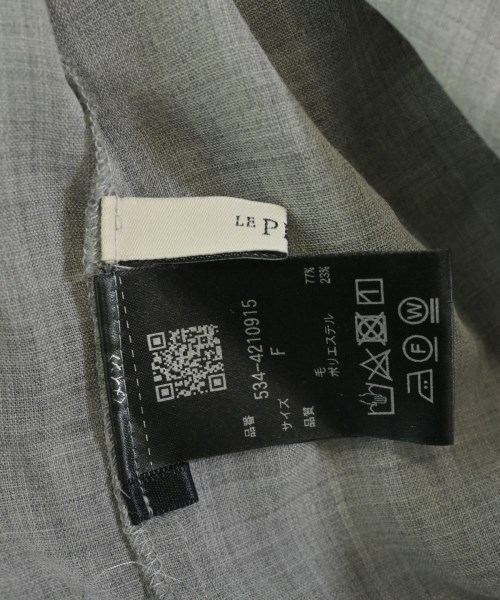 LE P
品番 534-4210915
サイズ F
品質 毛 77%
ポリエステル 23%